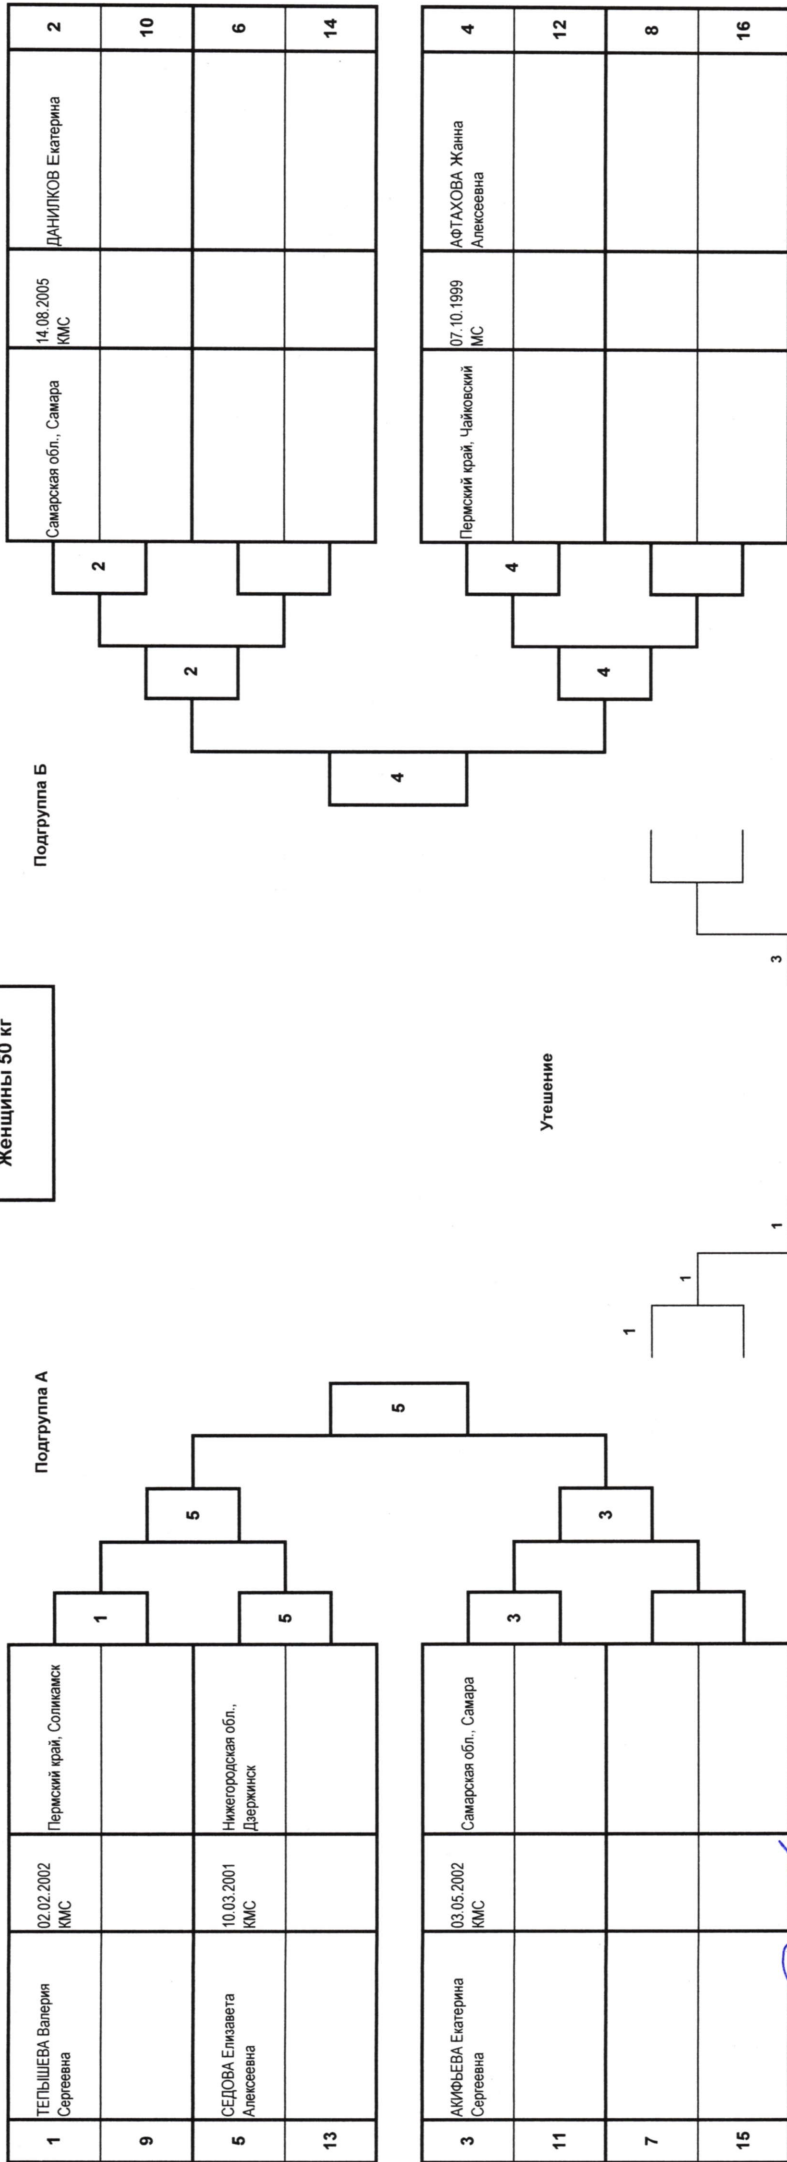 Женщины 50 кг
Подгруппа А
Подгруппа Б
1
ТЕПЫШЕВА Валерия
Сергеевна
02.02.2002
КМС
Пермский край, Соликамск
9
5
СЕДОВА Елизавета
Алексеевна
10.03.2001
КМС
Нижегородская обл.,
Дзержинск
13
3
АКИФЬЕВА Екатерина
Сергеевна
03.05.2002
КМС
Самарская обл., Самара
11
7
15
1
5
5
3
3
5
Самарская обл., Самара
14.08.2005
КМС
ДАНИЛКОВ Екатерина
2
10
6
14
Пермский край, Чайковский
07.10.1999
МС
АФТАХОВА Жанна
Алексеевна
4
12
8
16
2
2
4
4
4
Утешение
1
1
1
3